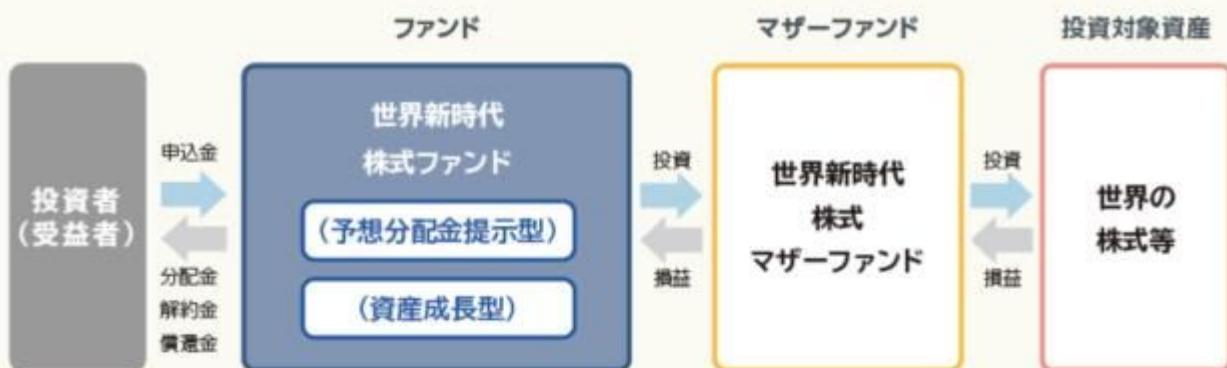 ファンド
マザーファンド
投資対象資産
投資者
(受益者)
申込金
分配金
解約金
償還金
世界新時代
株式ファンド
(予想分配金提示型)
(資産成長型)
投資
損益
世界新時代
株式
マザーファンド
投資
損益
世界の
株式等